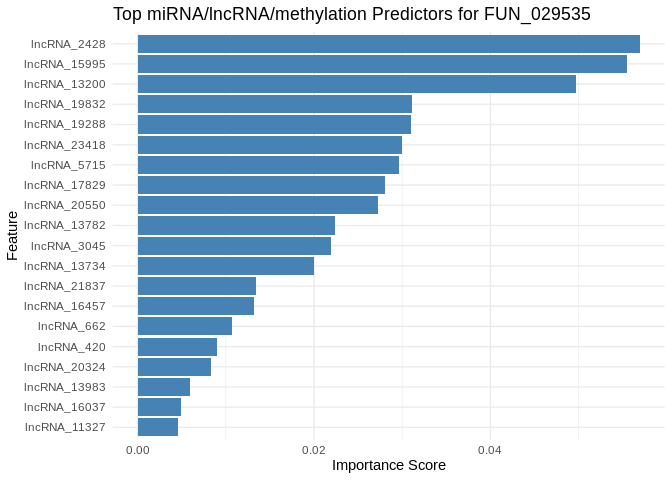 Top miRNA/lncRNA/methylation Predictors for FUN_029535
lncRNA_2428
lncRNA_15995
lncRNA_13200
lncRNA_19832
lncRNA_19288
lncRNA_23418
lncRNA_5715
lncRNA_17829
lncRNA_20550
lncRNA_13782
lncRNA_3045
lncRNA_13734
lncRNA_21837
lncRNA_16457
lncRNA_662
lncRNA_420
lncRNA_20324
lncRNA_13983
lncRNA_16037
lncRNA_11327
Feature
0.00 0.02 0.04
Importance Score